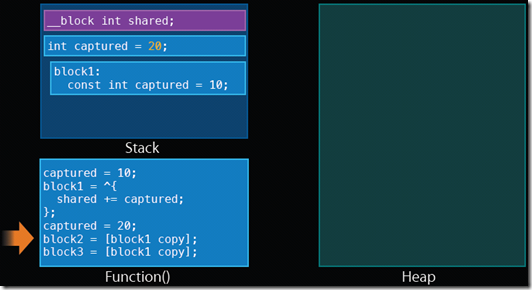 __block int shared;
int captured = 20;
block1:
const int captured = 10;
Stack
captured = 10;
block1 = ^{
shared += captured;
};
captured = 20;
block2 = [block1 copy];
block3 = [block1 copy];
Function()
Heap